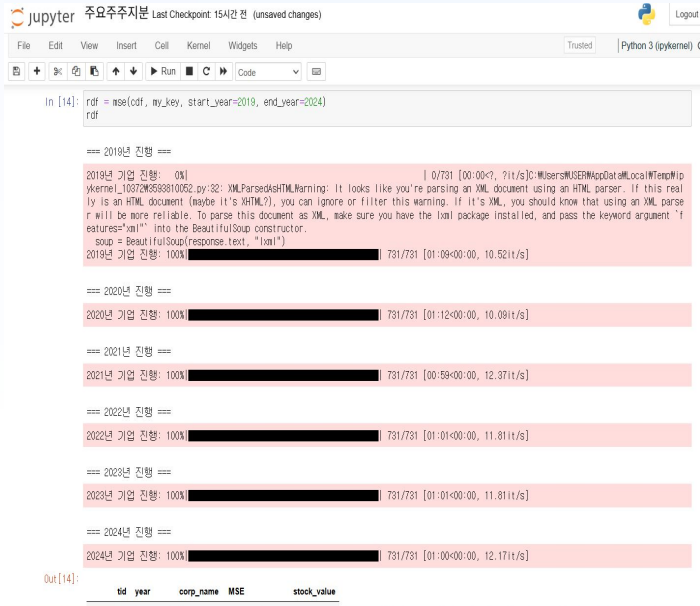 jupyter 주요주주지분 Last Checkpoint: 15시간 전 (unsaved changes)
Logout
File Edit View Insert Cell Kernel Widgets Help
Trusted Python 3 (ipykernel)
Run Code
In [14]: rdf = mse(cdf, my_key, start_year=2019, end_year=2024)
rdf
=== 2019년 진행 ===
2019년 기업 진행:   0%| | 0/731 [00:00<?, ?it/s]C:₩Users₩USER₩AppData₩Local₩Temp₩ip
ykernel_10372₩3593810052.py:32: XMLParsedAsHTMLWarning: It looks like you're parsing an XML document using an HTML parser. If this real
ly is an HTML document (maybe it's XHTML?), you can ignore or filter this warning. If it's XML, you should know that using an XML parse
r will be more reliable. To parse this document as XML, make sure you have the lxml package installed, and pass the keyword argument `f
eatures="xml"` into the BeautifulSoup constructor.
soup = BeautifulSoup(response.text, "lxml")
2019년 기업 진행: 100%| | 731/731 [01:09<00:00, 10.52it/s]
=== 2020년 진행 ===
2020년 기업 진행: 100%| | 731/731 [01:12<00:00, 10.09it/s]
=== 2021년 진행 ===
2021년 기업 진행: 100%| | 731/731 [00:59<00:00, 12.37it/s]
=== 2022년 진행 ===
2022년 기업 진행: 100%| | 731/731 [01:01<00:00, 11.81it/s]
=== 2023년 진행 ===
2023년 기업 진행: 100%| | 731/731 [01:01<00:00, 11.81it/s]
=== 2024년 진행 ===
2024년 기업 진행: 100%| | 731/731 [01:00<00:00, 12.17it/s]
Out[14]:
tid year corp_name MSE stock_value